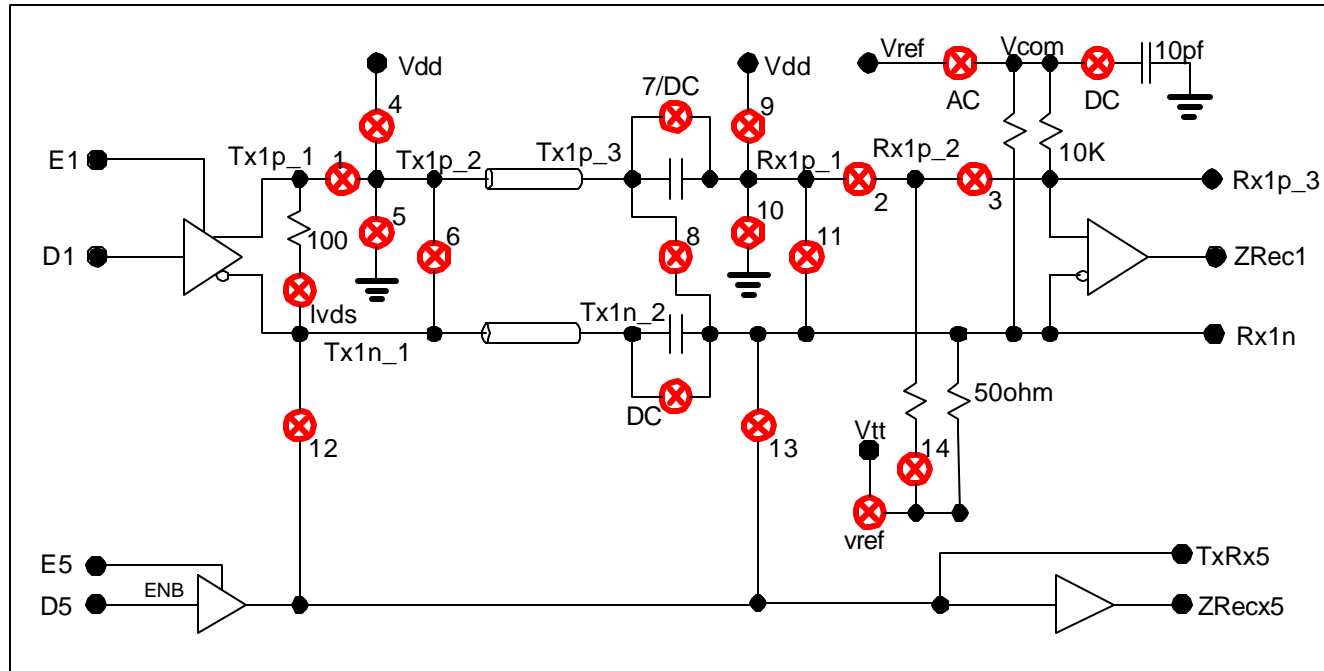 Vref
Vcom
10pf
Vdd
Vdd
7/DC
AC
DC
4
9
E1
Tx1p_1
1
Tx1p_2
Tx1p_3
Rx1p_1
Rx1p_2
10K
2
3
Rx1p_3
5
10
100
6
8
11
D1
ZRec1
lvds
Tx1n_2
Tx1n_1
Rx1n
DC
50ohm
12
13
Vtt
14
vref
E5
TxRx5
ENB
D5
ZRecx5